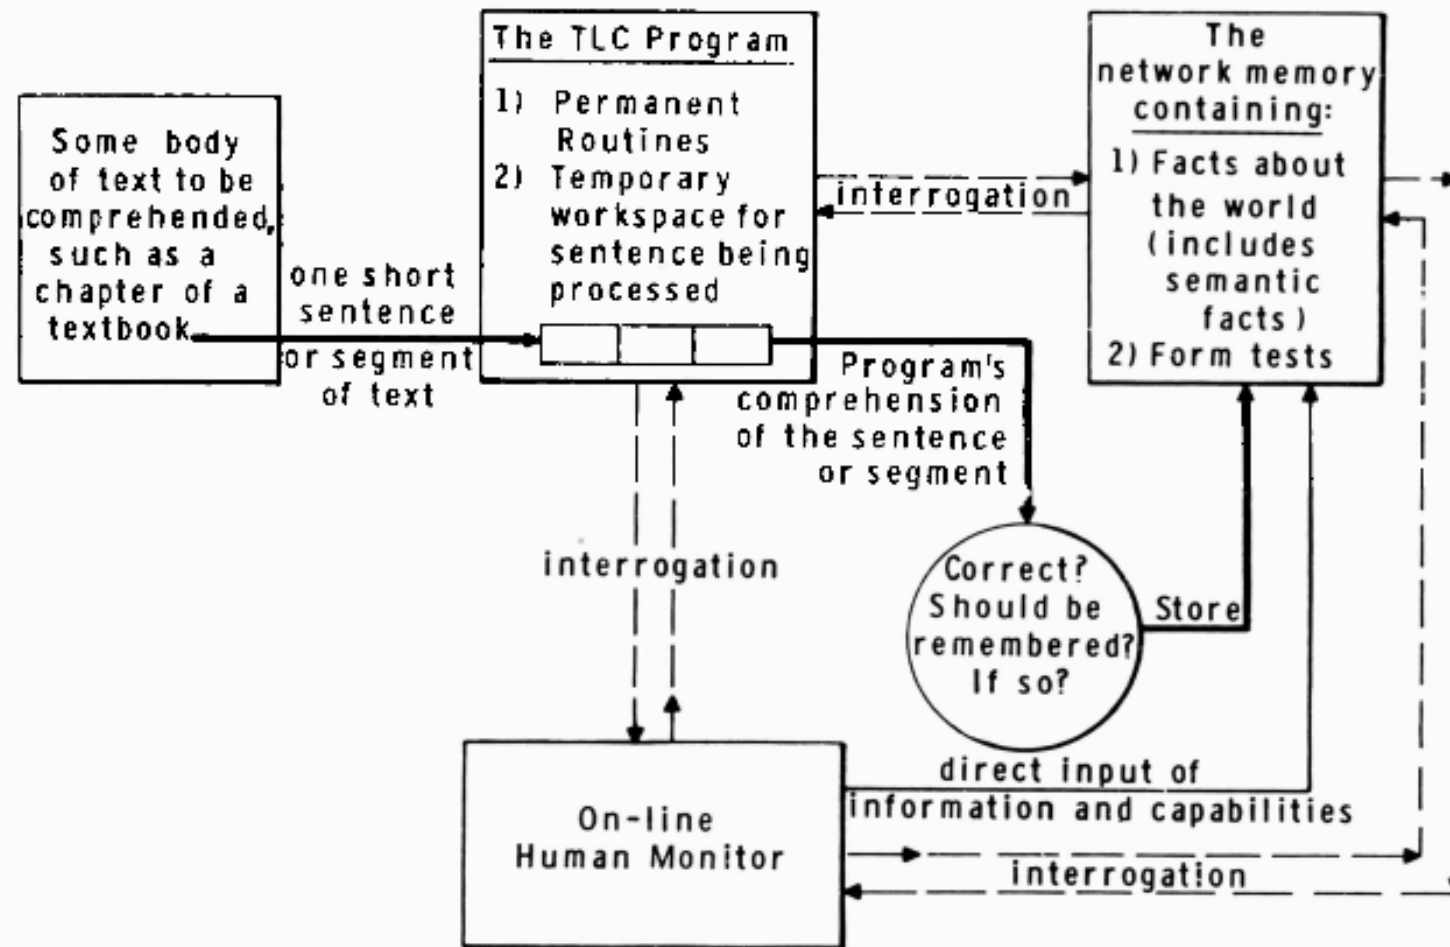 Some body
of text to be
comprehended,
such as a
chapter of a
textbook
one short
sentence
or segment
of text
The TLC Program
1) Permanent
Routines
2) Temporary
workspace for
sentence being
processed
interrogation
The
network memory
containing:
1) Facts about
the world
(includes
semantic
facts)
2) Form tests
Program's
comprehension
of the sentence
or segment
interrogation
Correct?
Should be
remembered?
If so?
Store
On-line
Human Monitor
direct input of
information and capabilities
interrogation